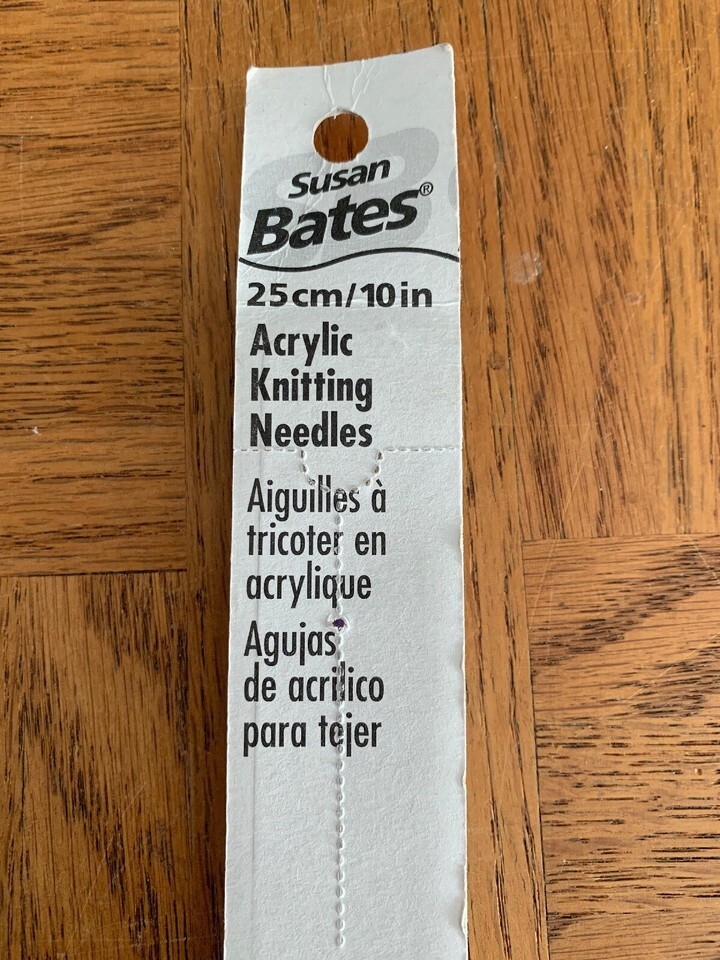 Susan
Bates®
25cm/10in
Acrylic
Knitting
Needles
Aiguilles à
tricoter en
acrylique
Agujas
de acrilico
para tejer